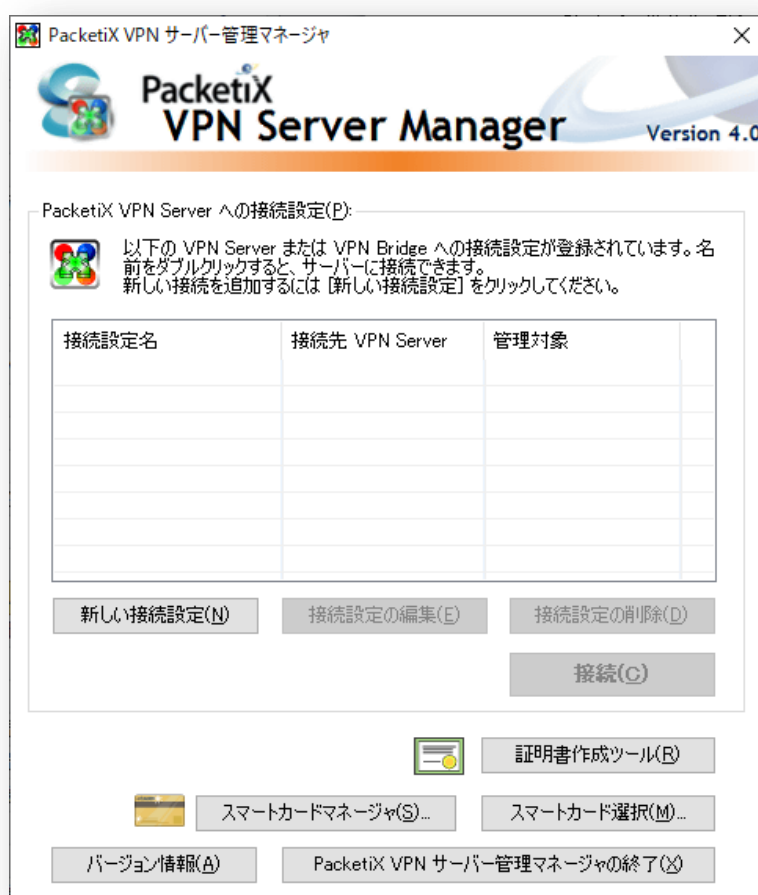 PacketiX VPN サーバー管理マネージャ
PacketiX
VPN Server Manager
Version 4.0
PacketiX VPN Server への接続設定(P):
以下の VPN Server または VPN Bridge への接続設定が登録されています。名
前をダブルクリックすると、サーバーに接続できます。
新しい接続を追加するには [新しい接続設定] をクリックしてください。
接続設定名 接続先 VPN Server 管理対象
新しい接続設定(N) 接続設定の編集(E) 接続設定の削除(D)
接続(C)
証明書作成ツール(R)
スマートカードマネージャ(S)... スマートカード選択(M)...
バージョン情報(A) PacketiX VPN サーバー管理マネージャの終了(X)